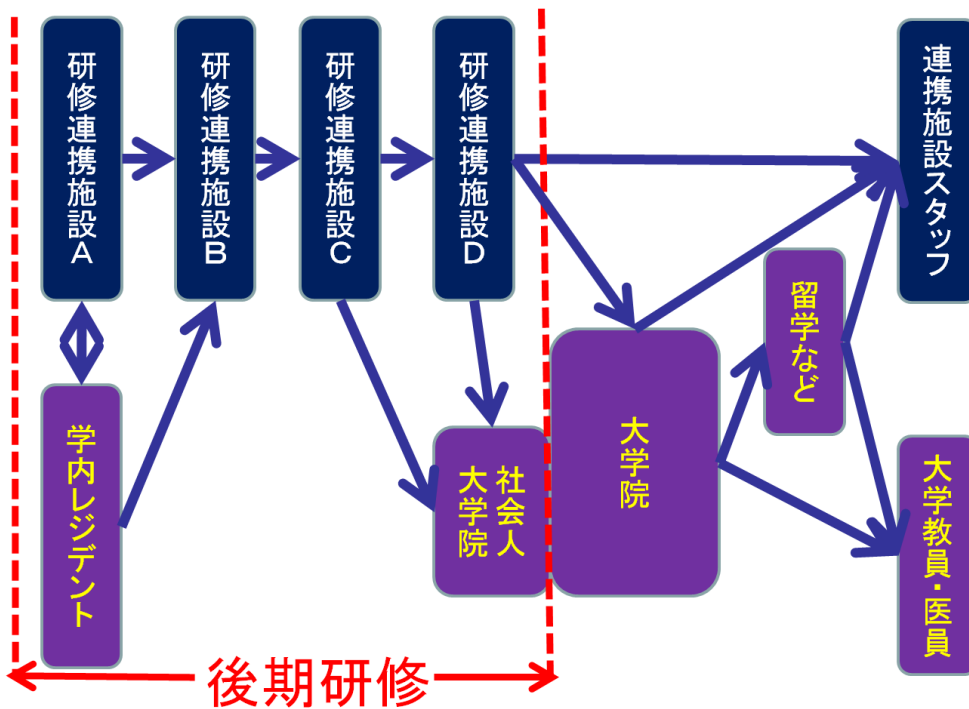 研修連携施設A
研修連携施設B
研修連携施設C
研修連携施設D
連携施設スタッフ
留学など
学内レジデント
社会人
大学院
大学院
大学教員・医員
後期研修